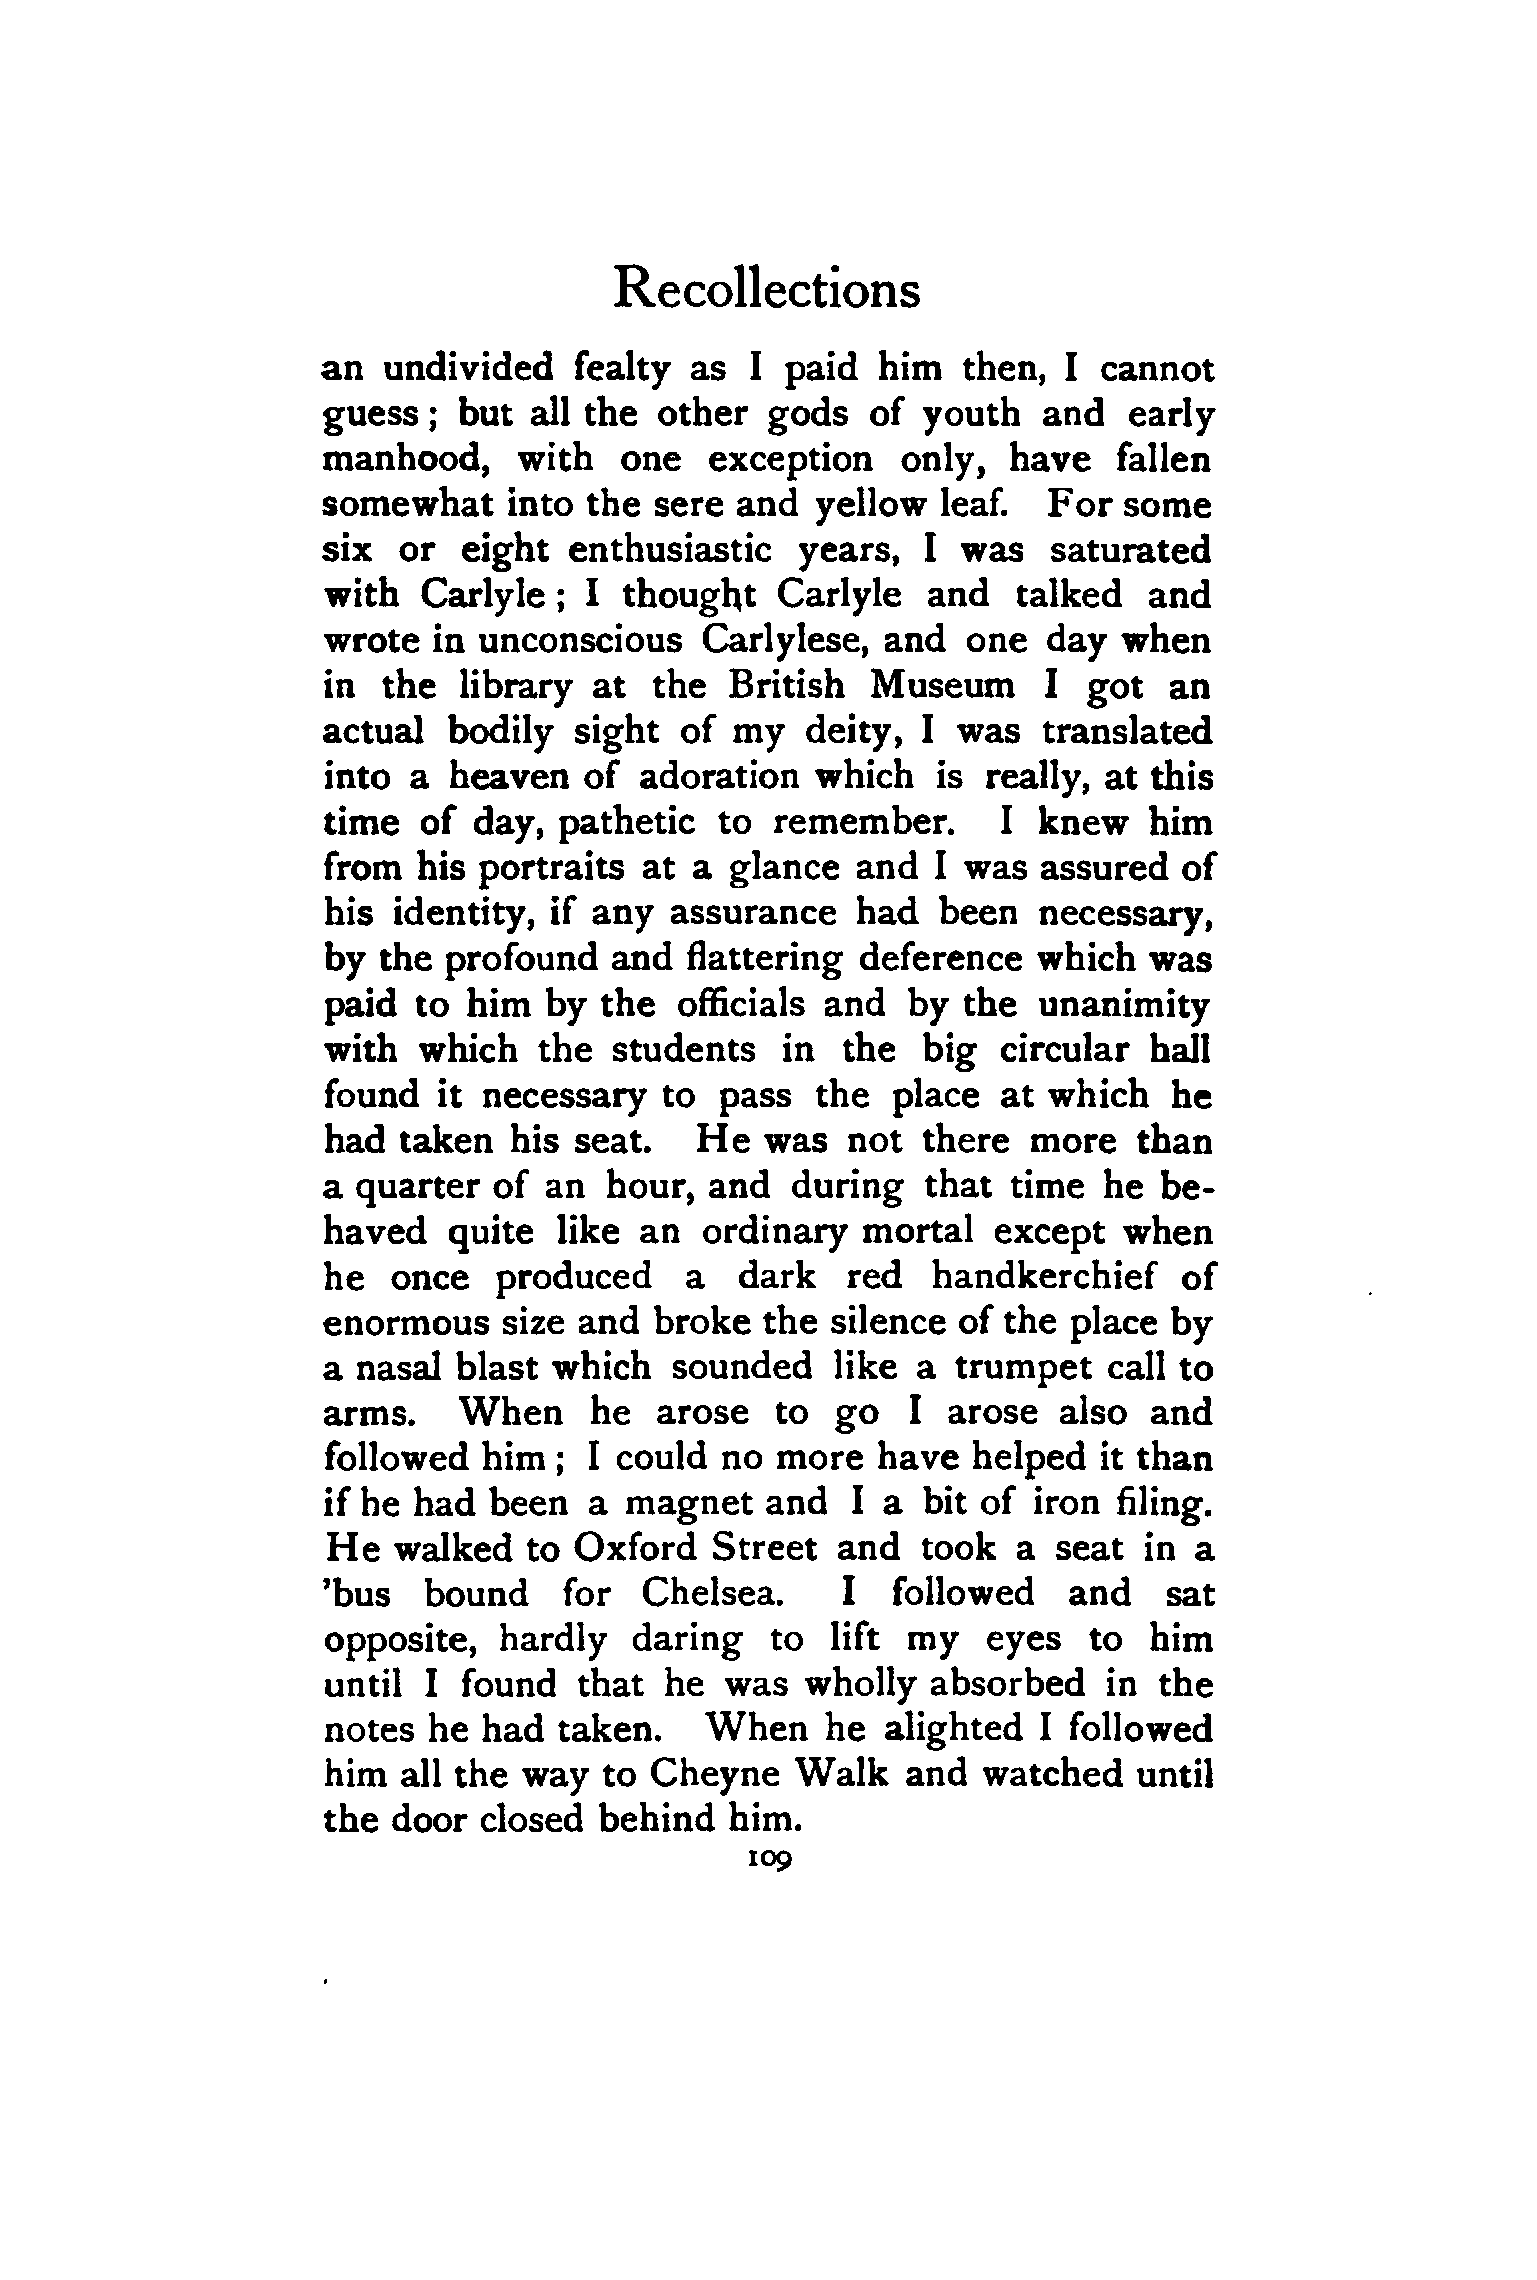 Recollections
an undivided fealty as I paid him then, I cannot
guess ; but all the other gods of youth and early
manhood, with one exception only, have fallen
somewhat into the sere and yellow leaf. For some
six or eight enthusiastic years, I was saturated
with Carlyle ; I thought Carlyle and talked and
wrote in unconscious Carlylese, and one day when
in the library at the British Museum I got an
actual bodily sight of my deity, I was translated
into a heaven of adoration which is really, at this
time of day, pathetic to remember. I knew him
from his portraits at a glance and I was assured of
his identity, if any assurance had been necessary,
by the profound and flattering deference which was
paid to him by the officials and by the unanimity
with which the students in the big circular hall
found it necessary to pass the place at which he
had taken his seat. He was not there more than
a quarter of an hour, and during that time he be-
haved quite like an ordinary mortal except when
he once produced a dark red handkerchief of
enormous size and broke the silence of the place by
a nasal blast which sounded like a trumpet call to
arms. When he arose to go I arose also and
followed him ; I could no more have helped it than
if he had been a magnet and I a bit of iron filing.
He walked to Oxford Street and took a seat in a
’bus bound for Chelsea. I followed and sat
opposite, hardly daring to lift my eyes to him
until I found that he was wholly absorbed in the
notes he had taken. When he alighted I followed
him all the way to Cheyne Walk and watched until
the door closed behind him.
109